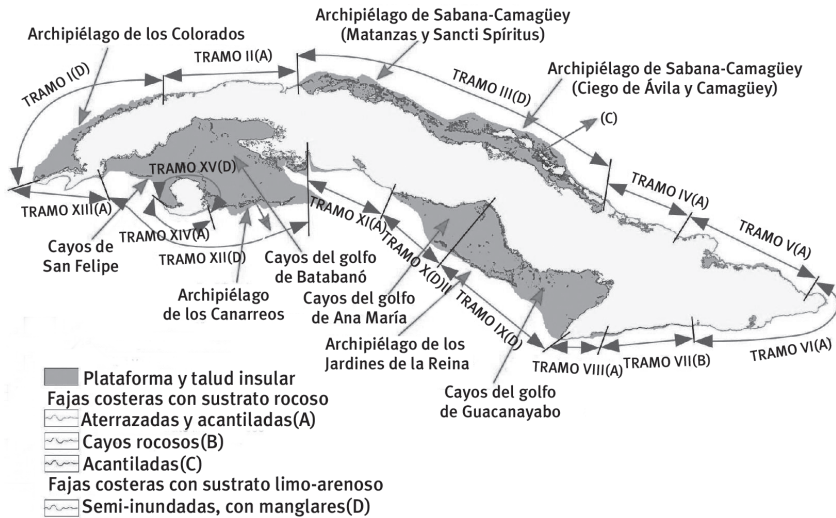 Archipiélago de Sabana-Camagüey
(Matanzas y Sancti Spíritus)
Archipiélago de los Colorados
TRAMO I(D)
TRAMO II(A)
TRAMO III(D)
Archipiélago de Sabana-Camagüey
(Ciego de Ávila y Camagüey)
(C)
TRAMO XV(D)
TRAMO IV(A)
TRAMO XIII(A)
TRAMO XIV(A)
TRAMO XI(A)
TRAMO V(A)
Cayos de
San Felipe
TRAMO XII(D)
TRAMO X(D)II
Cayos del golfo
de Batabanó
Archipiélago
de los Canarreos
Cayos del golfo
de Ana María
TRAMO IX(D)
Archipiélago de los
Jardines de la Reina
TRAMO VIII(A)
TRAMO VII(B)
TRAMO VI(A)
Cayos del golfo
de Guacanayabo
Plataforma y talud insular
Fajas costeras con sustrato rocoso
Aterrazadas y acantiladas(A)
Cayos rocosos(B)
Acantiladas(C)
Fajas costeras con sustrato limo-arenoso
Semi-inundadas, con manglares(D)